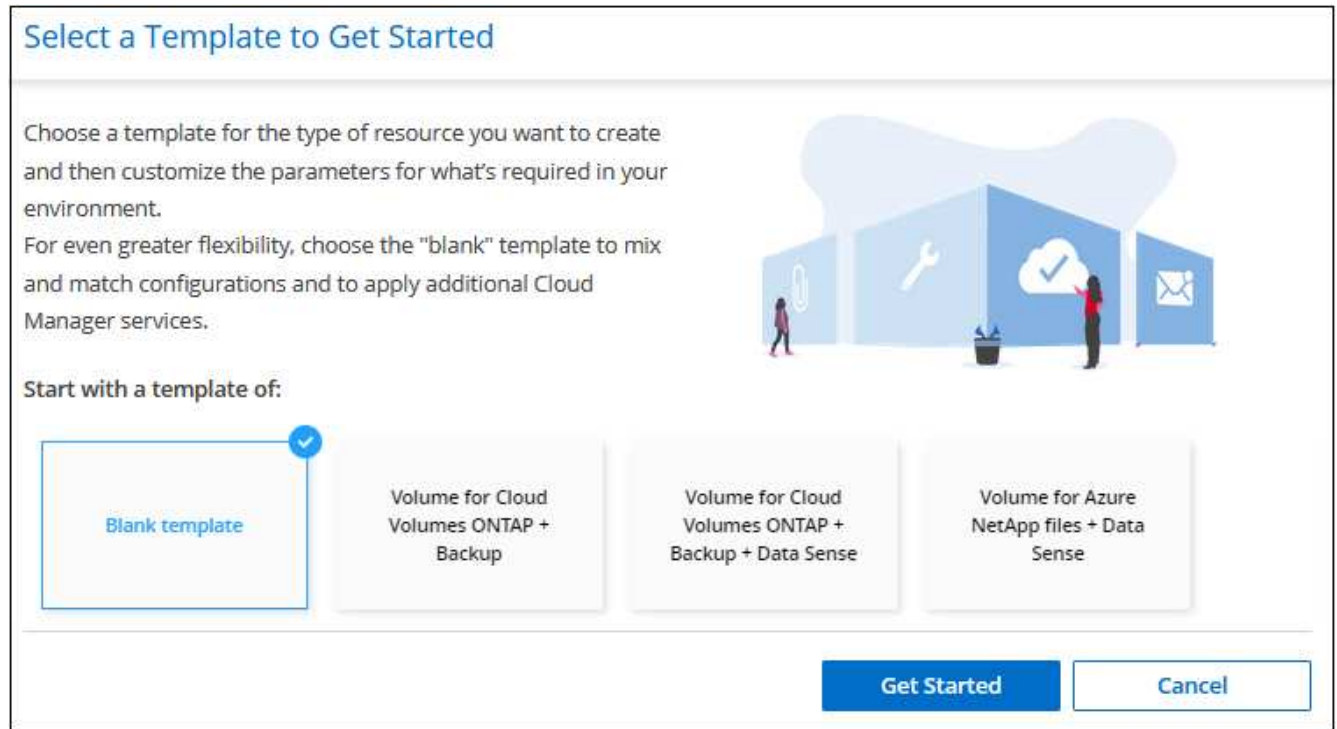 Select a Template to Get Started
Choose a template for the type of resource you want to create
and then customize the parameters for what's required in your
environment.
For even greater flexibility, choose the "blank" template to mix
and match configurations and to apply additional Cloud
Manager services.
Start with a template of:
Blank template
Volume for Cloud
Volumes ONTAP +
Backup
Volume for Cloud
Volumes ONTAP +
Backup + Data Sense
Volume for Azure
NetApp files + Data
Sense
Get Started
Cancel